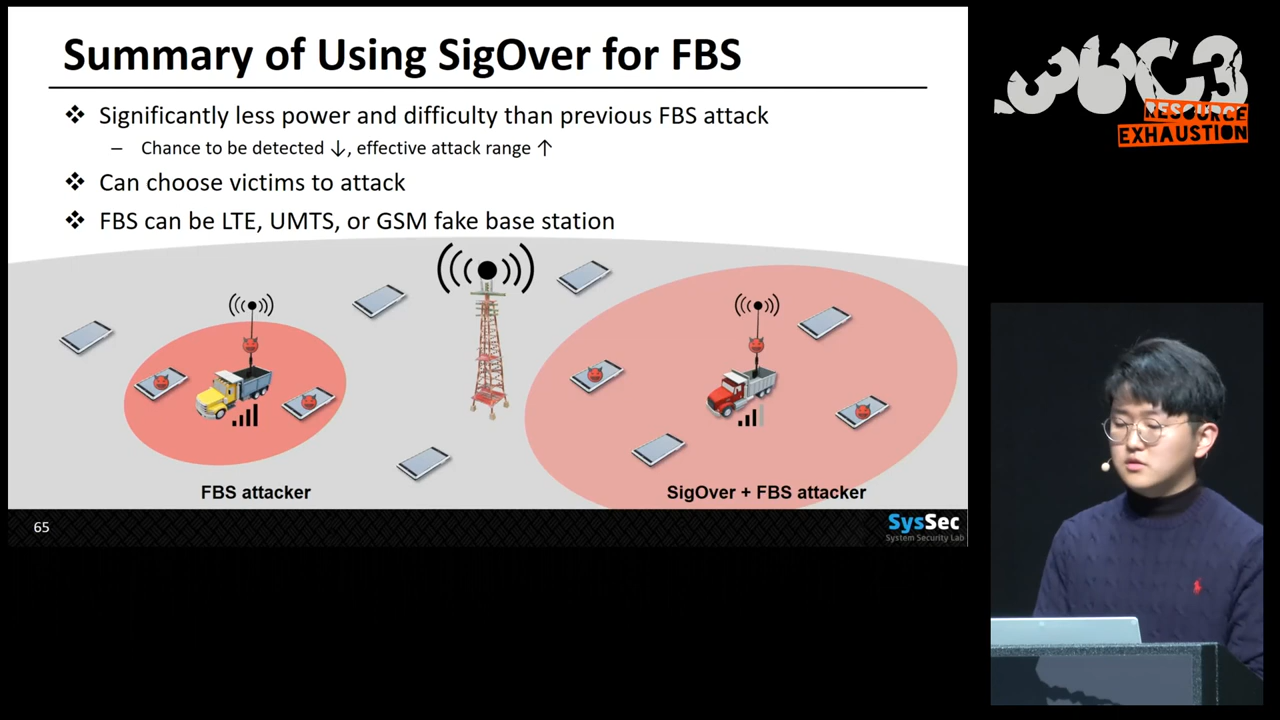 Summary of Using SigOver for FBS
❖ Significantly less power and difficulty than previous FBS attack
– Chance to be detected ↓, effective attack range ↑
❖ Can choose victims to attack
❖ FBS can be LTE, UMTS, or GSM fake base station
FBS attacker
SigOver + FBS attacker
65
SysSec
System Security Lab
36C3
RESOURCE
EXHAUSTION